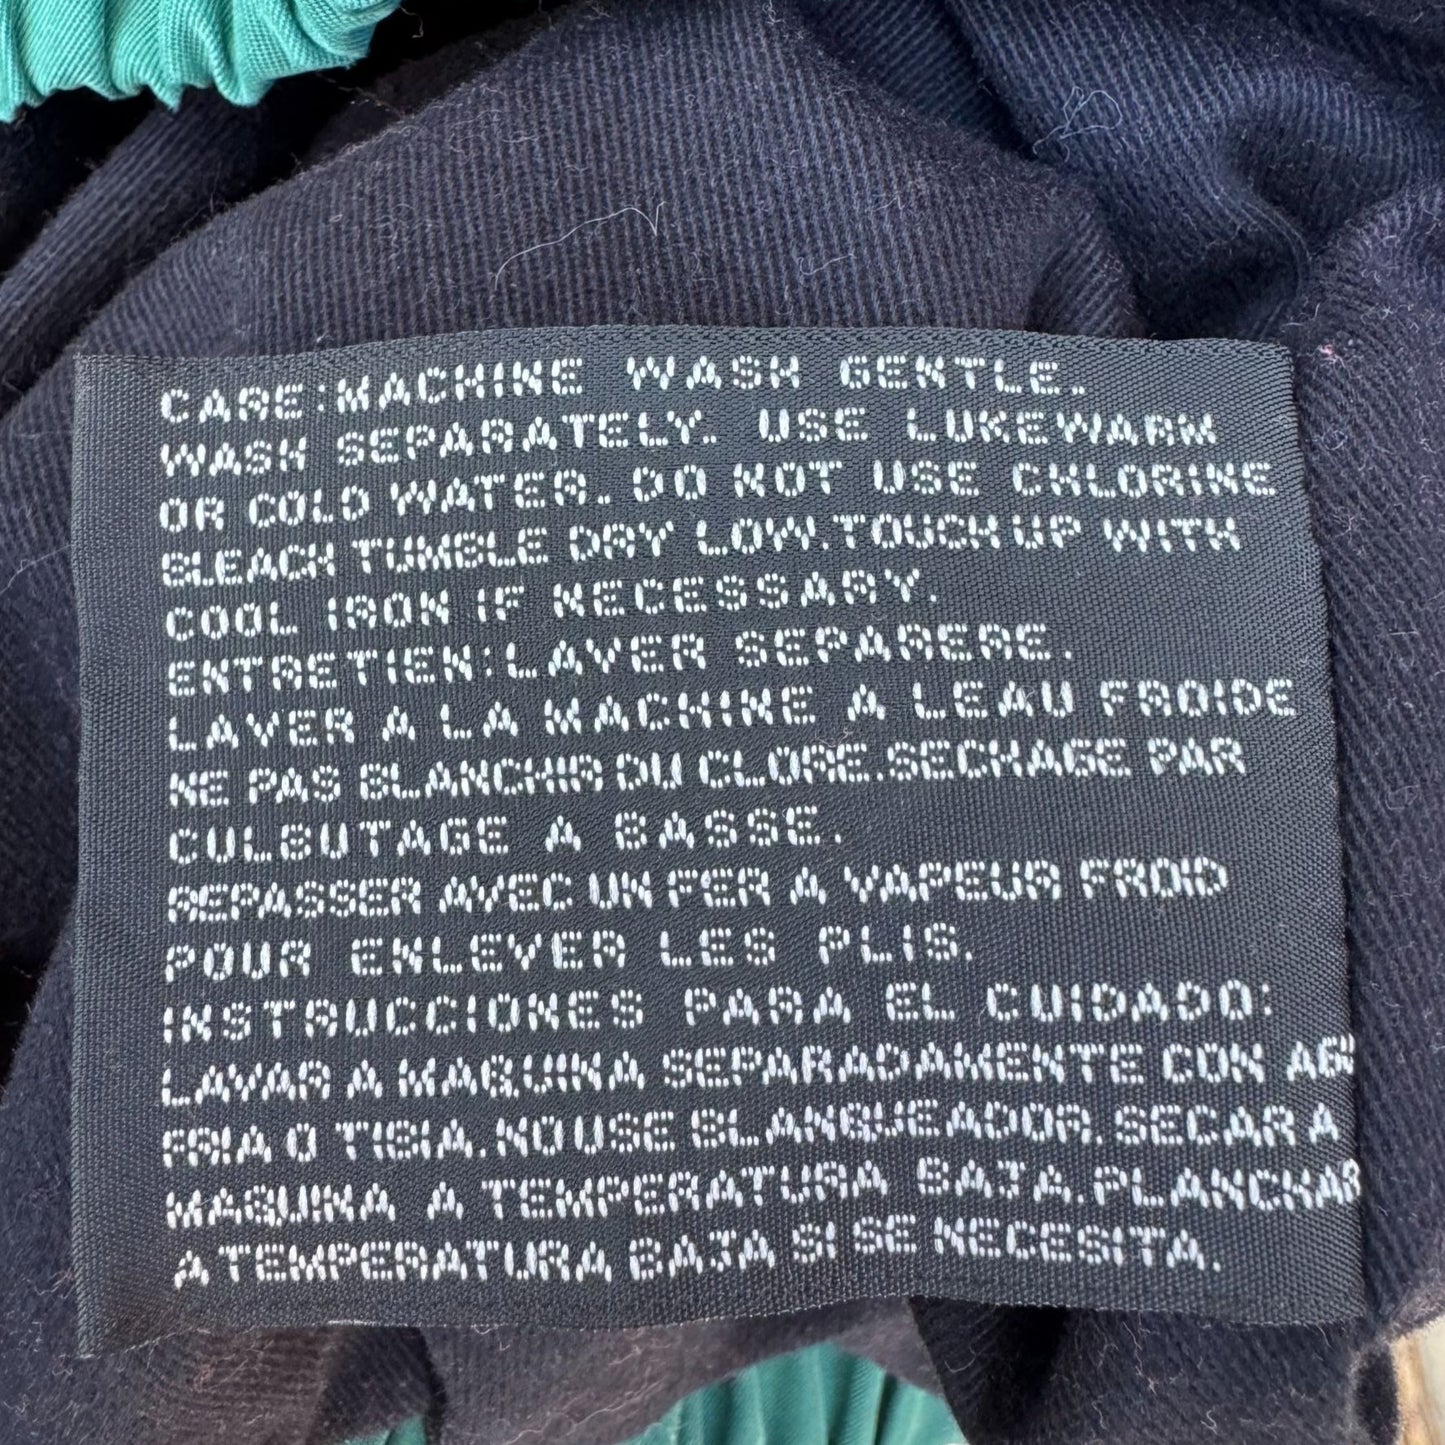 CARE:MACHINE WASH GENTLE.
WASH SEPARATELY. USE LUKEWARM
OR COLD WATER. DO NOT USE CHLORINE
BLEACH TUMBLE DRY LOW.TOUCH UP WITH
COOL IRON IF NECESSARY.
ENTRETIEN:LAVER SEPARERE.
LAVER A LA MACHINE A LEAU FROIDE
NE PAS BLANCHIR DU CLORE.SECHAGE PAR
CULBUTAGE A BASSE.
REPASSER AVEC UN FER A VAPEUR FROID
POUR ENLEVER LES PLIS.
INSTRUCCIONES PARA EL CUIDADO:
LAVAR A MAQUINA SEPARADAMENTE CON
FRIA O TIBIA.NO USE BLANQUEADOR.SECAR A
MAQUINA A TEMPERATURA BAJA.PLANCHAR
A TEMPERATURA BAJA SI SE NECESITA.